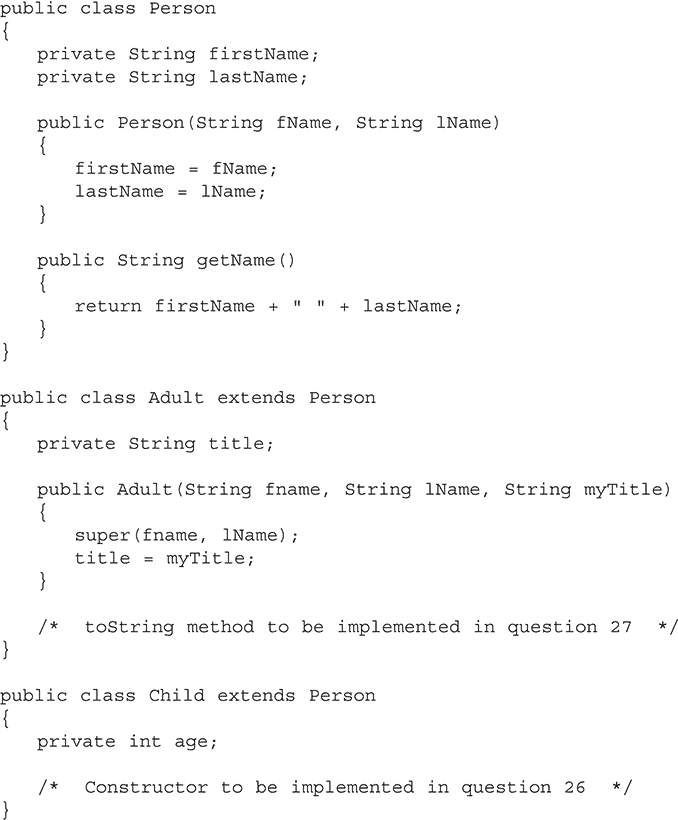 public class Person
{
private String firstName;
private String lastName;
public Person(String fName, String lName)
{
firstName = fName;
lastName = lName;
}
public String getName()
{
return firstName + " " + lastName;
}
}
public class Adult extends Person
{
private String title;
public Adult(String fname, String lName, String myTitle)
{
super(fname, lName);
title = myTitle;
}
/* toString method to be implemented in question 27 */
}
public class Child extends Person
{
private int age;
/* Constructor to be implemented in question 26 */
}